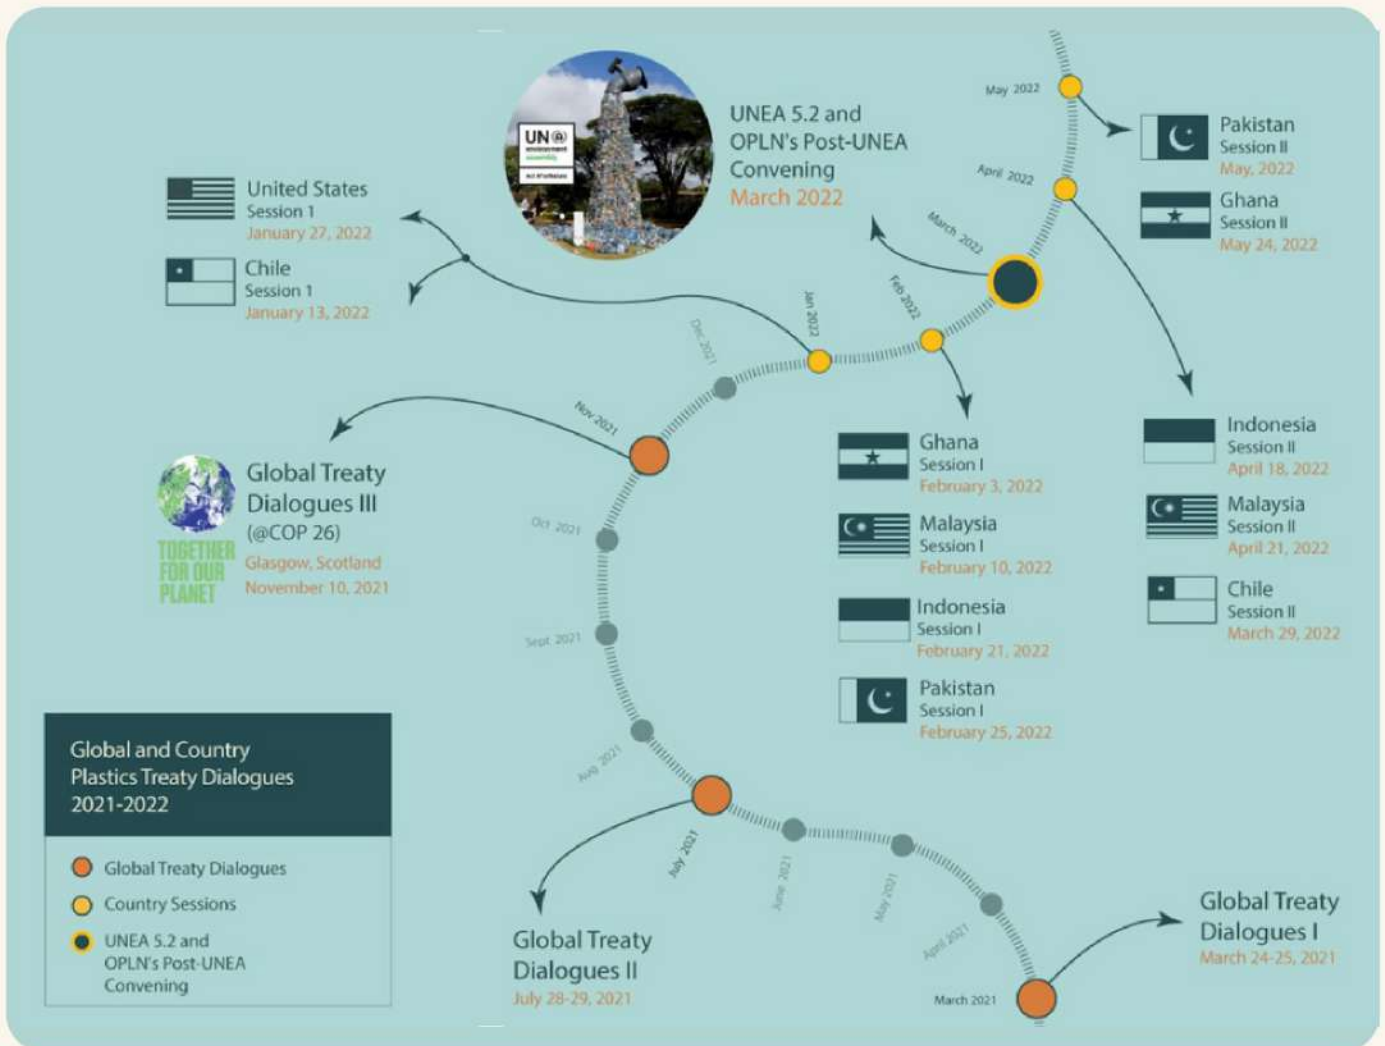 May 2022
Pakistan
Session II
May, 2022
Ghana
Session II
May 24, 2022
April 2022
UNEA 5.2 and
OPLN's Post-UNEA
Convening
March 2022
UN
environment
assembly
March 2022
United States
Session 1
January 27, 2022
Chile
Session 1
January 13, 2022
Feb 2022
Jan 2022
Dec 2021
Nov 2021
Global Treaty
Dialogues III
(@COP 26)
Glasgow, Scotland
November 10, 2021
TOGETHER
FOR OUR
PLANET
Ghana
Session I
February 3, 2022
Malaysia
Session I
February 10, 2022
Indonesia
Session I
February 21, 2022
Pakistan
Session I
February 25, 2022
Indonesia
Session II
April 18, 2022
Malaysia
Session II
April 21, 2022
Chile
Session II
March 29, 2022
Oct 2021
Sept 2021
Aug 2021
July 2021
June 2021
May 2021
April 2021
March 2021
Global and Country
Plastics Treaty Dialogues
2021-2022
Global Treaty Dialogues
Country Sessions
UNEA 5.2 and
OPLN's Post-UNEA
Convening
Global Treaty
Dialogues II
July 28-29, 2021
Global Treaty
Dialogues I
March 24-25, 2021